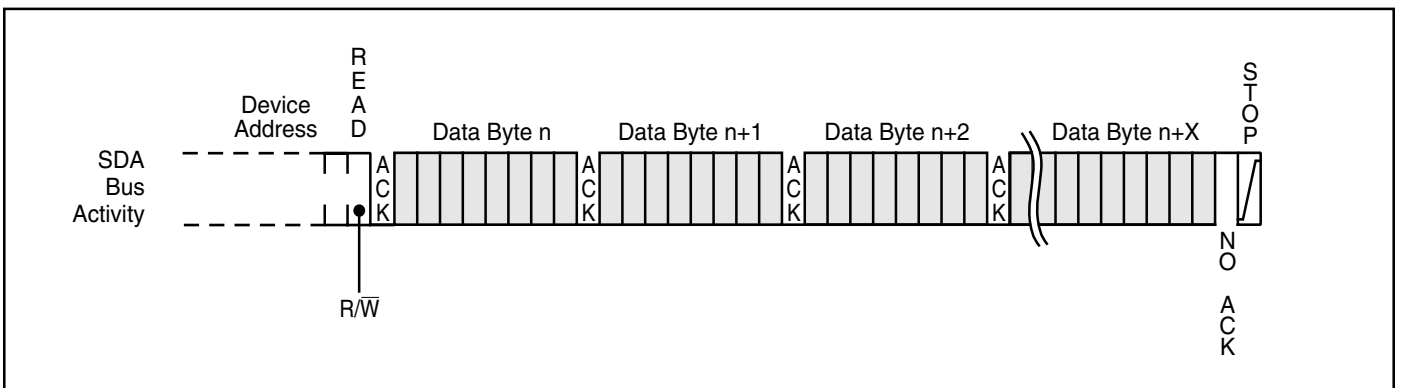 READ
STOP
Device
Address
Data Byte n
Data Byte n+1
Data Byte n+2
Data Byte n+X
SDA
Bus
Activity
ACK
ACK
ACK
ACK
NO ACK
R/W̅